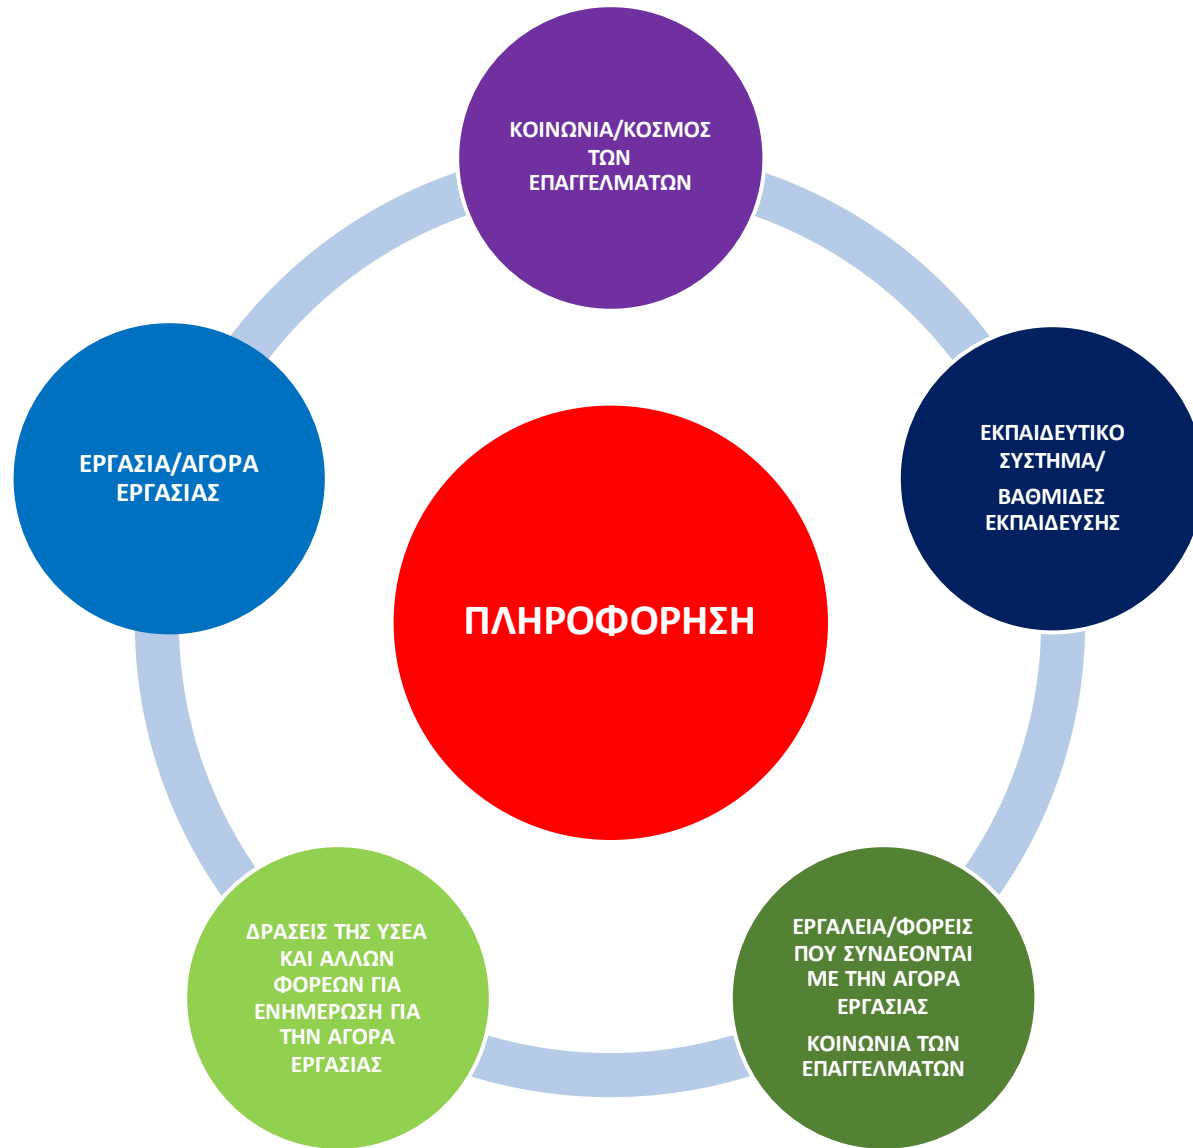 ΚΟΙΝΩΝΙΑ/ΚΟΣΜΟΣ
ΤΩΝ
ΕΠΑΓΓΕΛΜΑΤΩΝ
ΕΚΠΑΙΔΕΥΤΙΚΟ
ΣΥΣΤΗΜΑ/
ΒΑΘΜΙΔΕΣ
ΕΚΠΑΙΔΕΥΣΗΣ
ΕΡΓΑΣΙΑ/ΑΓΟΡΑ
ΕΡΓΑΣΙΑΣ
ΠΛΗΡΟΦΟΡΗΣΗ
ΕΡΓΑΛΕΙΑ/ΦΟΡΕΙΣ
ΠΟΥ ΣΥΝΔΕΟΝΤΑΙ
ΜΕ ΤΗΝ ΑΓΟΡΑ
ΕΡΓΑΣΙΑΣ
ΚΟΙΝΩΝΙΑ ΤΩΝ
ΕΠΑΓΓΕΛΜΑΤΩΝ
ΔΡΑΣΕΙΣ ΤΗΣ ΥΣΕΑ
ΚΑΙ ΑΛΛΩΝ
ΦΟΡΕΩΝ ΓΙΑ
ΕΝΗΜΕΡΩΣΗ ΓΙΑ
ΤΗΝ ΑΓΟΡΑ
ΕΡΓΑΣΙΑΣ